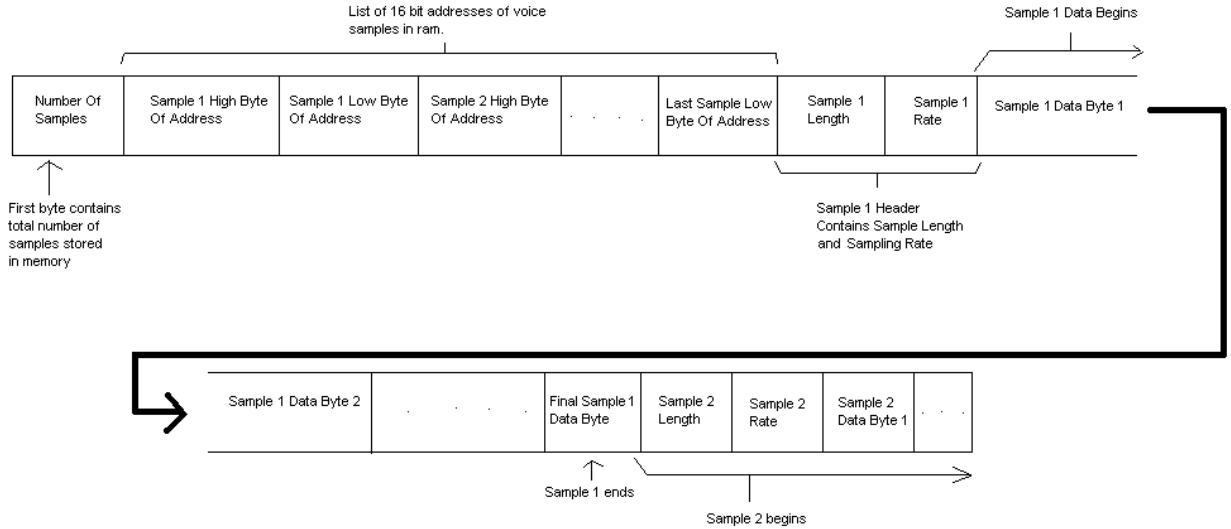 List of 16 bit addresses of voice
samples in ram.
Sample 1 Data Begins
Number Of
Samples
Sample 1 High Byte
Of Address
Sample 1 Low Byte
Of Address
Sample 2 High Byte
Of Address
. . . .
Last Sample Low
Byte Of Address
Sample 1
Length
Sample 1
Rate
Sample 1 Data Byte 1
First byte contains
total number of
samples stored
in memory
Sample 1 Header
Contains Sample Length
and Sampling Rate
Sample 1 Data Byte 2
. . . .
Final Sample 1
Data Byte
Sample 2
Length
Sample 2
Rate
Sample 2
Data Byte 1
. . .
Sample 1 ends
Sample 2 begins